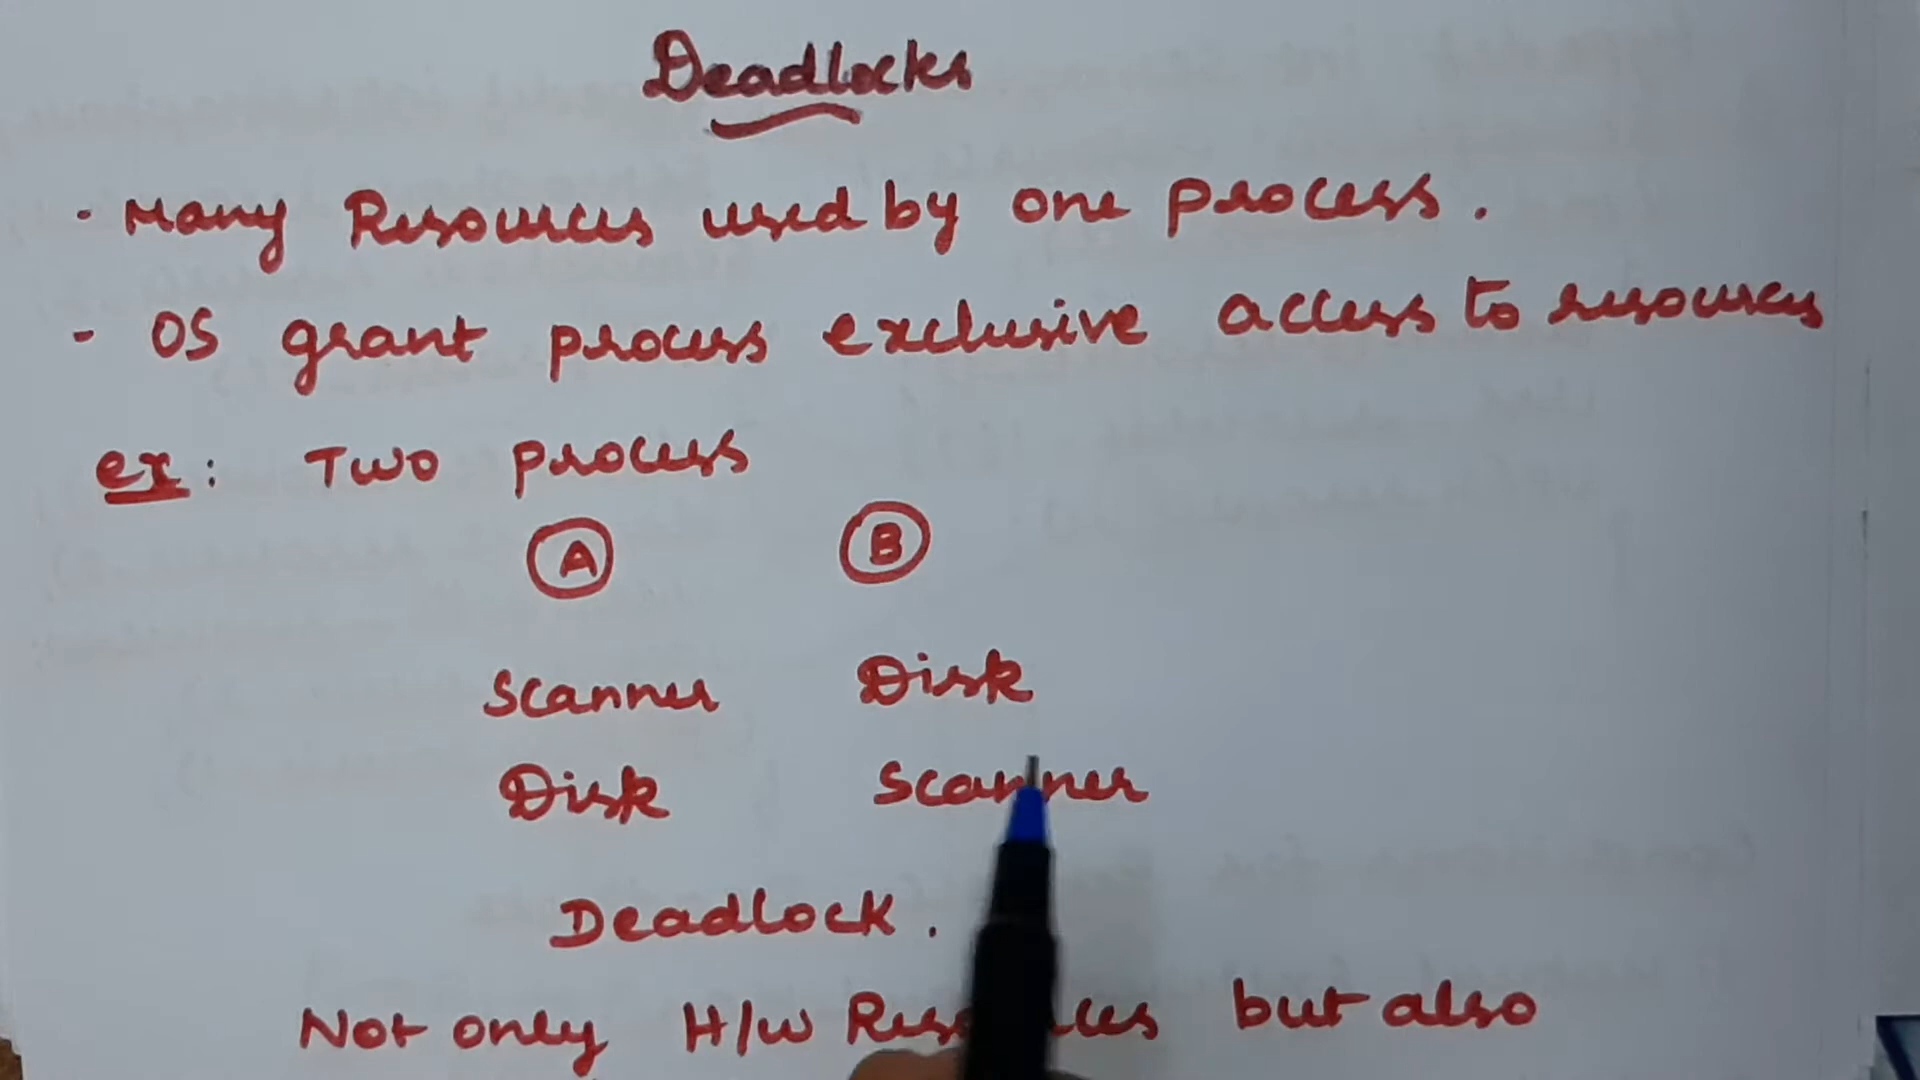 Deadlocks
· Many Resources used by one process.
- OS grant process exclusive access to resources
ex: Two process
A B
Scanner Disk
Disk Scanner
Deadlock.
Not only H/W Resources but also